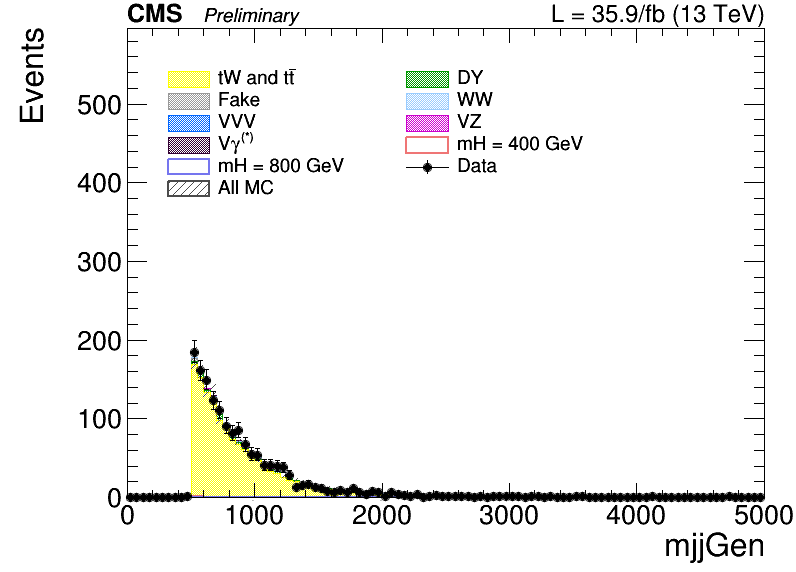 CMS Preliminary L = 35.9/fb (13 TeV)
Events
500
400
300
200
100
0
tW and tt̄
Fake
VVV
Vγ(*)
mH = 800 GeV
All MC
DY
WW
VZ
mH = 400 GeV
Data
0 1000 2000 3000 4000 5000
mjjGen